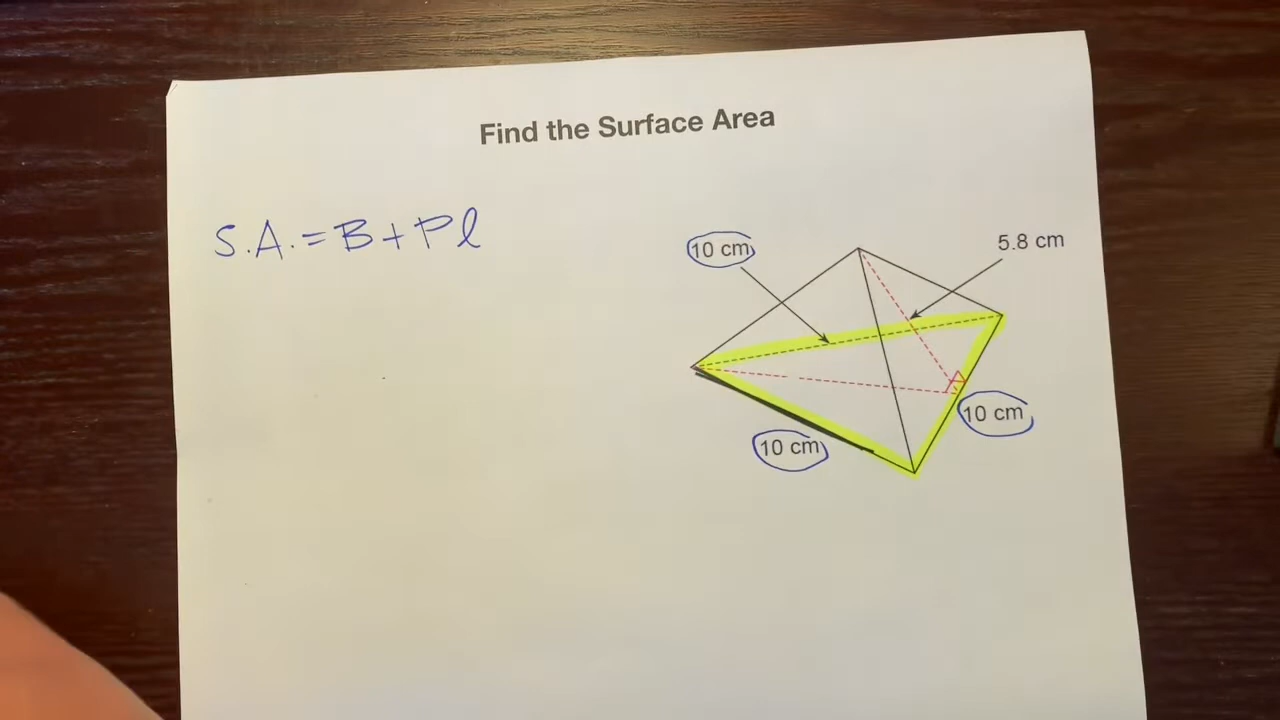 Find the Surface Area
S.A. = B + Pl
10 cm
5.8 cm
10 cm
10 cm